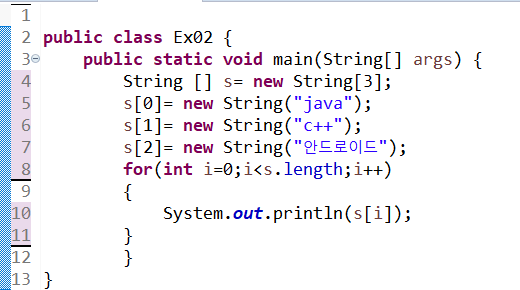 1
2 public class Ex02 {
3 public static void main(String[] args) {
4 String [] s= new String[3];
5 s[0]= new String("java");
6 s[1]= new String("c++");
7 s[2]= new String("안드로이드");
8 for(int i=0;i<s.length;i++)
9 {
10 System.out.println(s[i]);
11 }
12 }
13 }